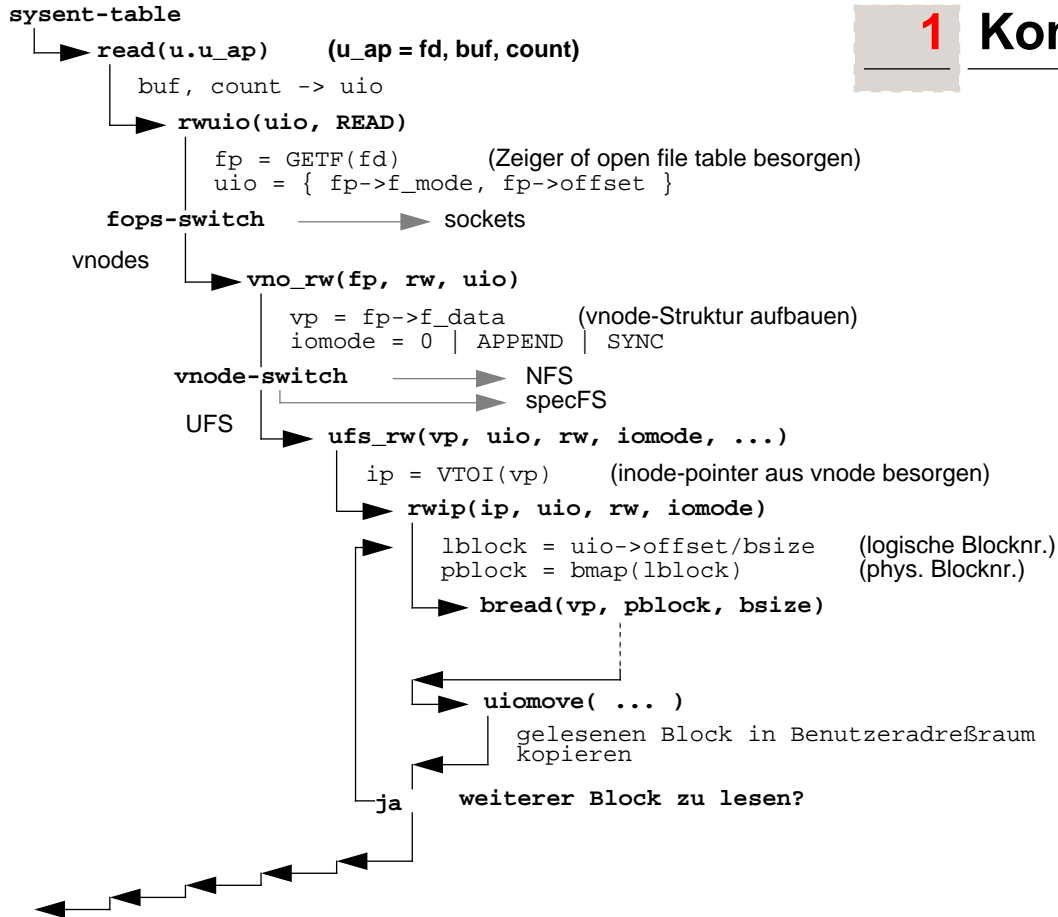 sysent-table
1 Kor
read(u.u_ap) (u_ap = fd, buf, count)
buf, count -> uio
rwuio(uio, READ)
fp = GETF(fd) (Zeiger of open file table besorgen)
uio = { fp->f_mode, fp->offset }
fops-switch sockets
vnodes
vno_rw(fp, rw, uio)
vp = fp->f_data (vnode-Struktur aufbauen)
iomode = 0 | APPEND | SYNC
vnode-switch NFS
specFS
UFS
ufs_rw(vp, uio, rw, iomode, ...)
ip = VTOI(vp) (inode-pointer aus vnode besorgen)
rwip(ip, uio, rw, iomode)
lblock = uio->offset/bsize (logische Blocknr.)
pblock = bmap(lblock) (phys. Blocknr.)
bread(vp, pblock, bsize)
uiomove( ... )
gelesenen Block in Benutzeradreßraum
kopieren
ja weiterer Block zu lesen?